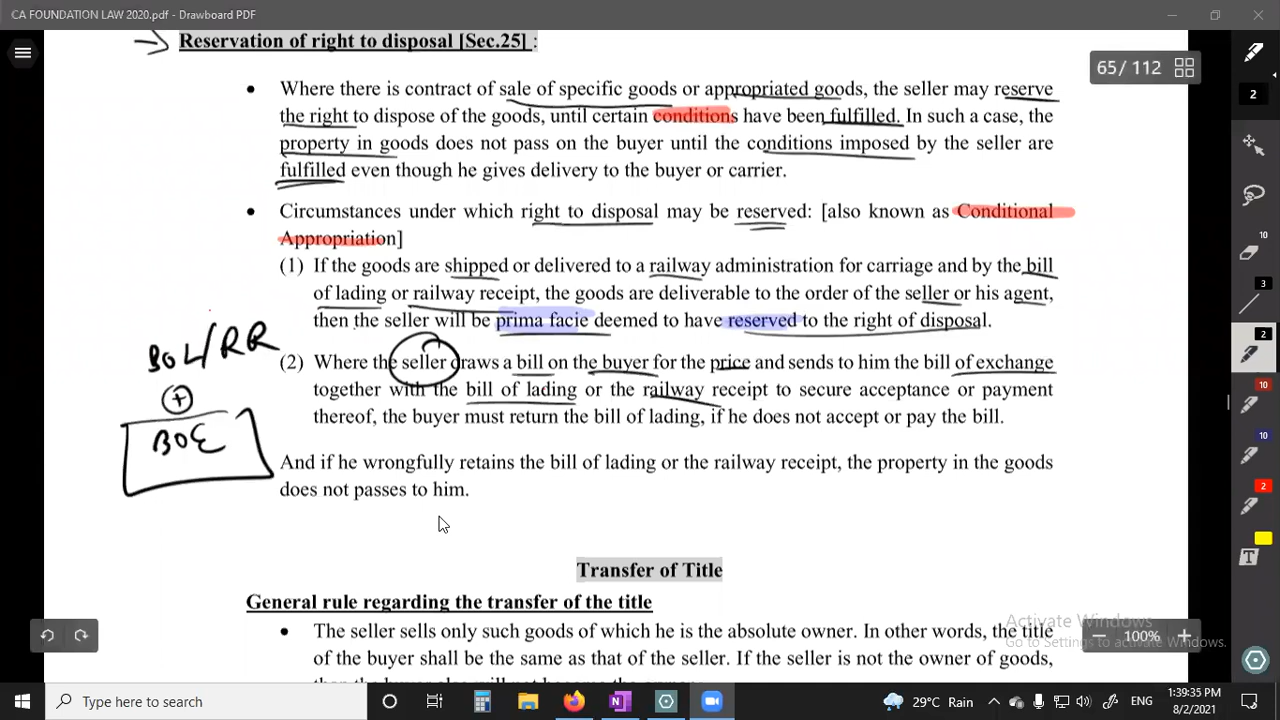 CA FOUNDATION LAW 2020.pdf - Drawboard PDF
Reservation of right to disposal [Sec.25] :
65/112
2
• Where there is contract of sale of specific goods or appropriated goods, the seller may reserve
the right to dispose of the goods, until certain conditions have been fulfilled. In such a case, the
property in goods does not pass on the buyer until the conditions imposed by the seller are
fulfilled even though he gives delivery to the buyer or carrier.
• Circumstances under which right to disposal may be reserved: [also known as Conditional
Appropriation]
(1) If the goods are shipped or delivered to a railway administration for carriage and by the bill
of lading or railway receipt, the goods are deliverable to the order of the seller or his agent,
then the seller will be prima facie deemed to have reserved to the right of disposal.
(2) Where the seller draws a bill on the buyer for the price and sends to him the bill of exchange
together with the bill of lading or the railway receipt to secure acceptance or payment
thereof, the buyer must return the bill of lading, if he does not accept or pay the bill.
BOL/RR
+
BOE
And if he wrongfully retains the bill of lading or the railway receipt, the property in the goods
does not passes to him.
Transfer of Title
General rule regarding the transfer of the title
• The seller sells only such goods of which he is the absolute owner. In other words, the title
of the buyer shall be the same as that of the seller. If the seller is not the owner of goods,
10
3
2
10
10
2
T
Activate Windows
Go to Settings to activate Windows.
100%
Type here to search
29°C Rain
ENG
1:39:35 PM
8/2/2021